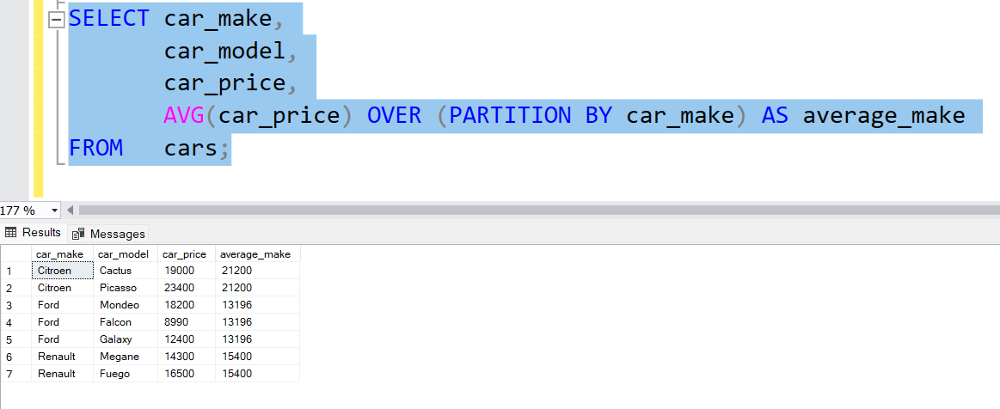 SELECT car_make,
car_model,
car_price,
AVG(car_price) OVER (PARTITION BY car_make) AS average_make
FROM cars;
177 %
Results Messages
car_make car_model car_price average_make
1 Citroen Cactus 19000 21200
2 Citroen Picasso 23400 21200
3 Ford Mondeo 18200 13196
4 Ford Falcon 8990 13196
5 Ford Galaxy 12400 13196
6 Renault Megane 14300 15400
7 Renault Fuego 16500 15400